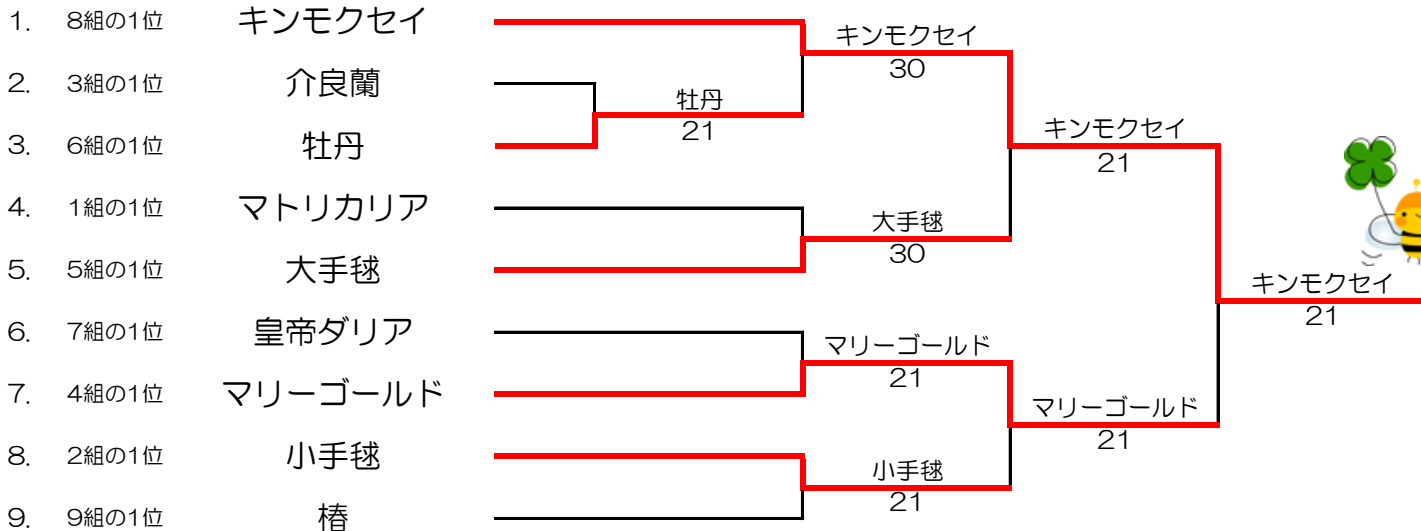 1. 8組の1位 キンモクセイ
キンモクセイ
30
2. 3組の1位 介良蘭
牡丹
21
キンモクセイ
21
3. 6組の1位 牡丹
4. 1組の1位 マトリカリア
大手毬
30
5. 5組の1位 大手毬
キンモクセイ
21
6. 7組の1位 皇帝ダリア
マリーゴールド
21
7. 4組の1位 マリーゴールド
マリーゴールド
21
8. 2組の1位 小手毬
小手毬
21
9. 9組の1位 椿